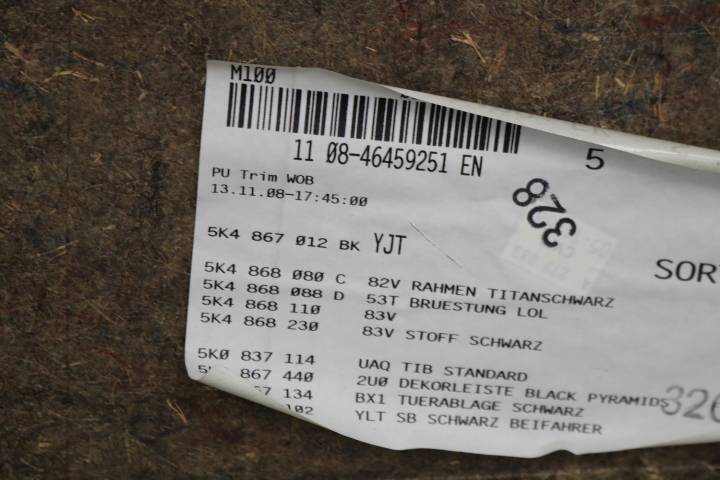 M100
11 08-46459251 EN
5
PU Trim WOB
13.11.08-17:45:00
328
5K4 867 012 BK YJT
SOR
5K4 868 080 C 82V RAHMEN TITANSCHWARZ
5K4 868 088 D 53T BRUESTUNG LOL
5K4 868 110 83V
5K4 868 230 83V STOFF SCHWARZ
5K0 837 114 UAQ TIB STANDARD
867 440 2U0 DEKORLEISTE BLACK PYRAMIDS
134 BX1 TUERABLAGE SCHWARZ
102 YLT SB SCHWARZ BEIFAHRER